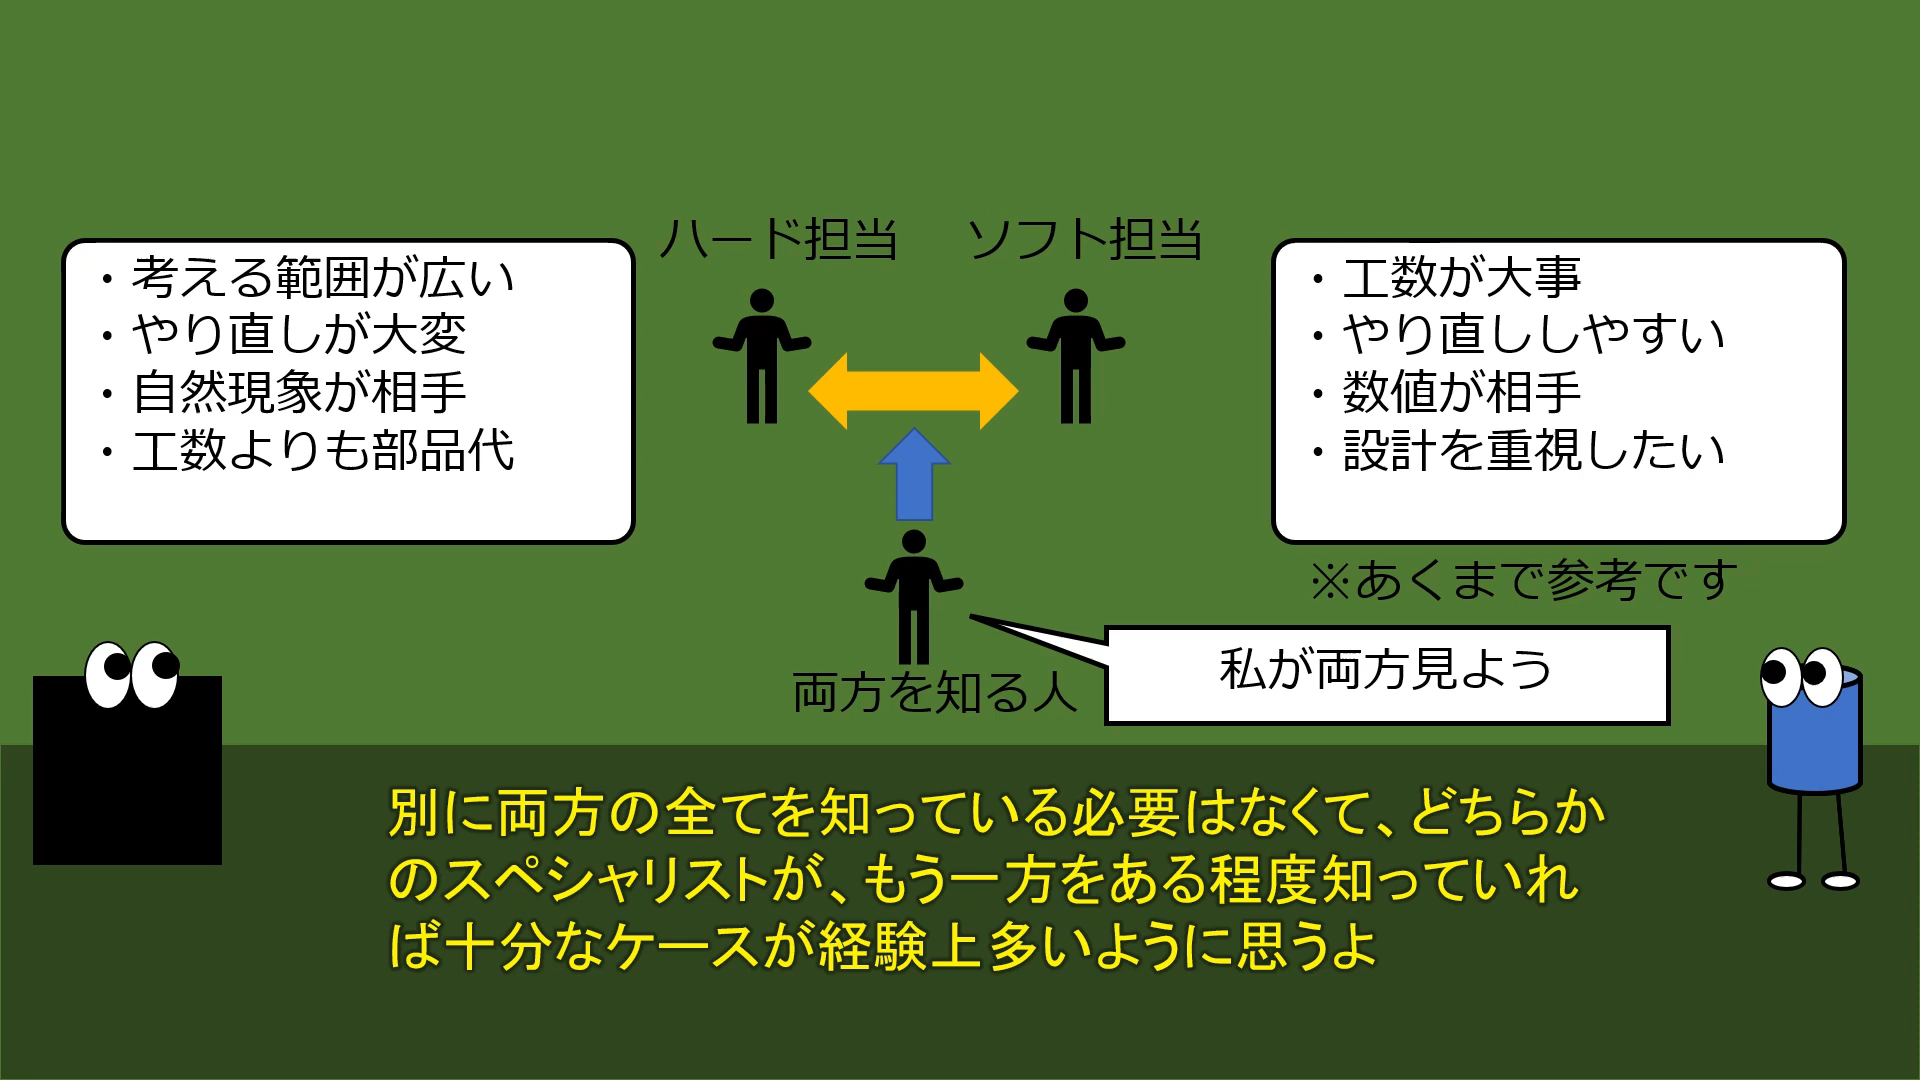 ハード担当
ソフト担当
・考える範囲が広い
・やり直しが大変
・自然現象が相手
・工数よりも部品代
・工数が大事
・やり直ししやすい
・数値が相手
・設計を重視したい
※あくまで参考です
私が両方見よう
両方を知る人
別に両方の全てを知っている必要はなくて、どちらか
のスペシャリストが、もう一方をある程度知っていれ
ば十分なケースが経験上多いように思うよ